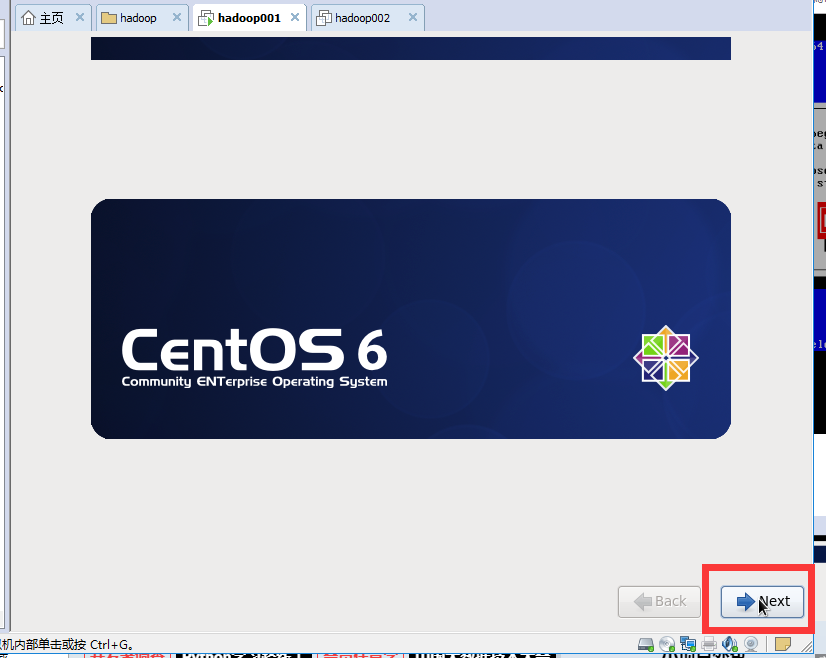 主页
hadoop
hadoop001
hadoop002
CentOS 6
Community ENTerprise Operating System
Back
Next
机内部单击或按 Ctrl+G。